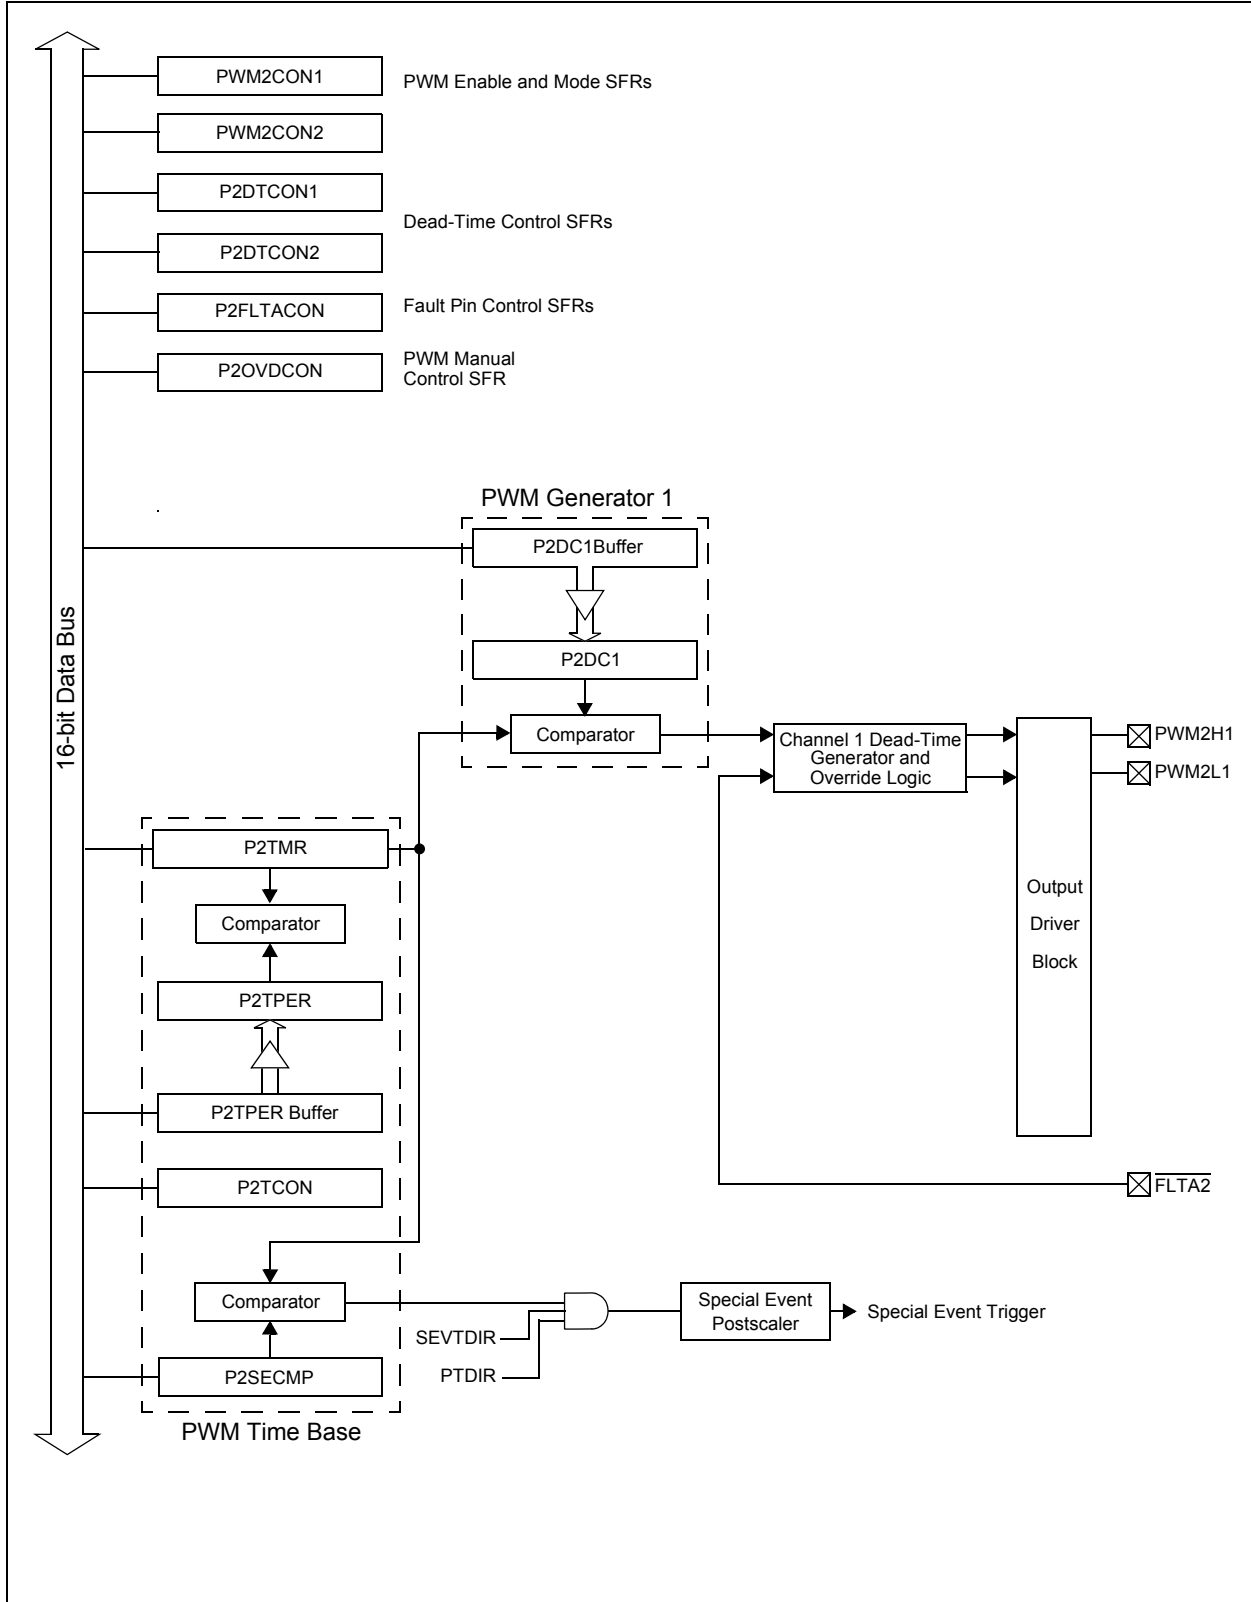 PWM2CON1
PWM Enable and Mode SFRs
PWM2CON2
P2DTCON1
Dead-Time Control SFRs
P2DTCON2
P2FLTACON
Fault Pin Control SFRs
P2OVDCON
PWM Manual
Control SFR
16-bit Data Bus
PWM Generator 1
P2DC1Buffer
P2DC1
Comparator
Channel 1 Dead-Time
Generator and
Override Logic
PWM2H1
PWM2L1
Output
Driver
Block
P2TMR
Comparator
P2TPER
P2TPER Buffer
P2TCON
FLTA2
Comparator
SEVTDIR
PTDIR
Special Event
Postscaler
Special Event Trigger
P2SECMP
PWM Time Base